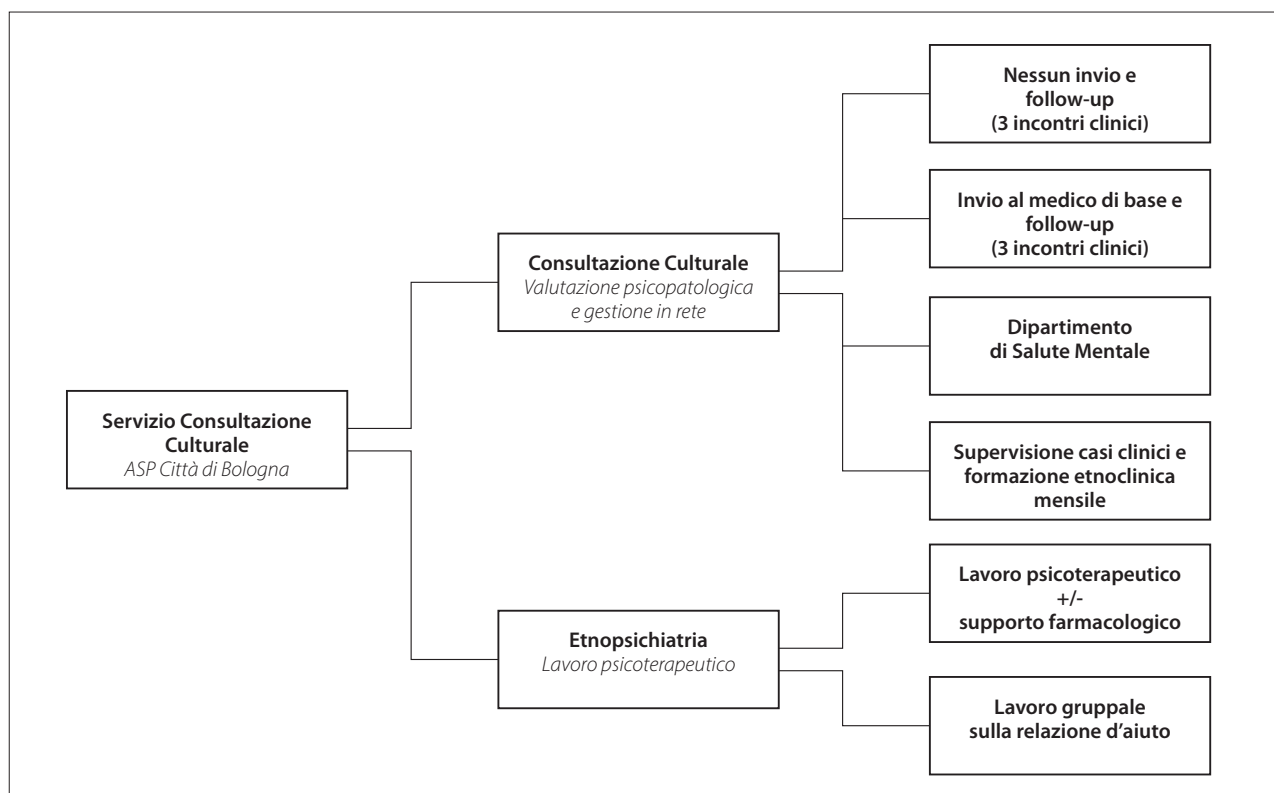 Servizio Consultazione
Culturale
ASP Città di Bologna
Consultazione Culturale
Valutazione psicopatologica
e gestione in rete
Nessun invio e
follow-up
(3 incontri clinici)
Invio al medico di base e
follow-up
(3 incontri clinici)
Dipartimento
di Salute Mentale
Supervisione casi clinici e
formazione etnoclinica
mensile
Etnopsichiatria
Lavoro psicoterapeutico
Lavoro psicoterapeutico
+/-
supporto farmacologico
Lavoro gruppale
sulla relazione d’aiuto